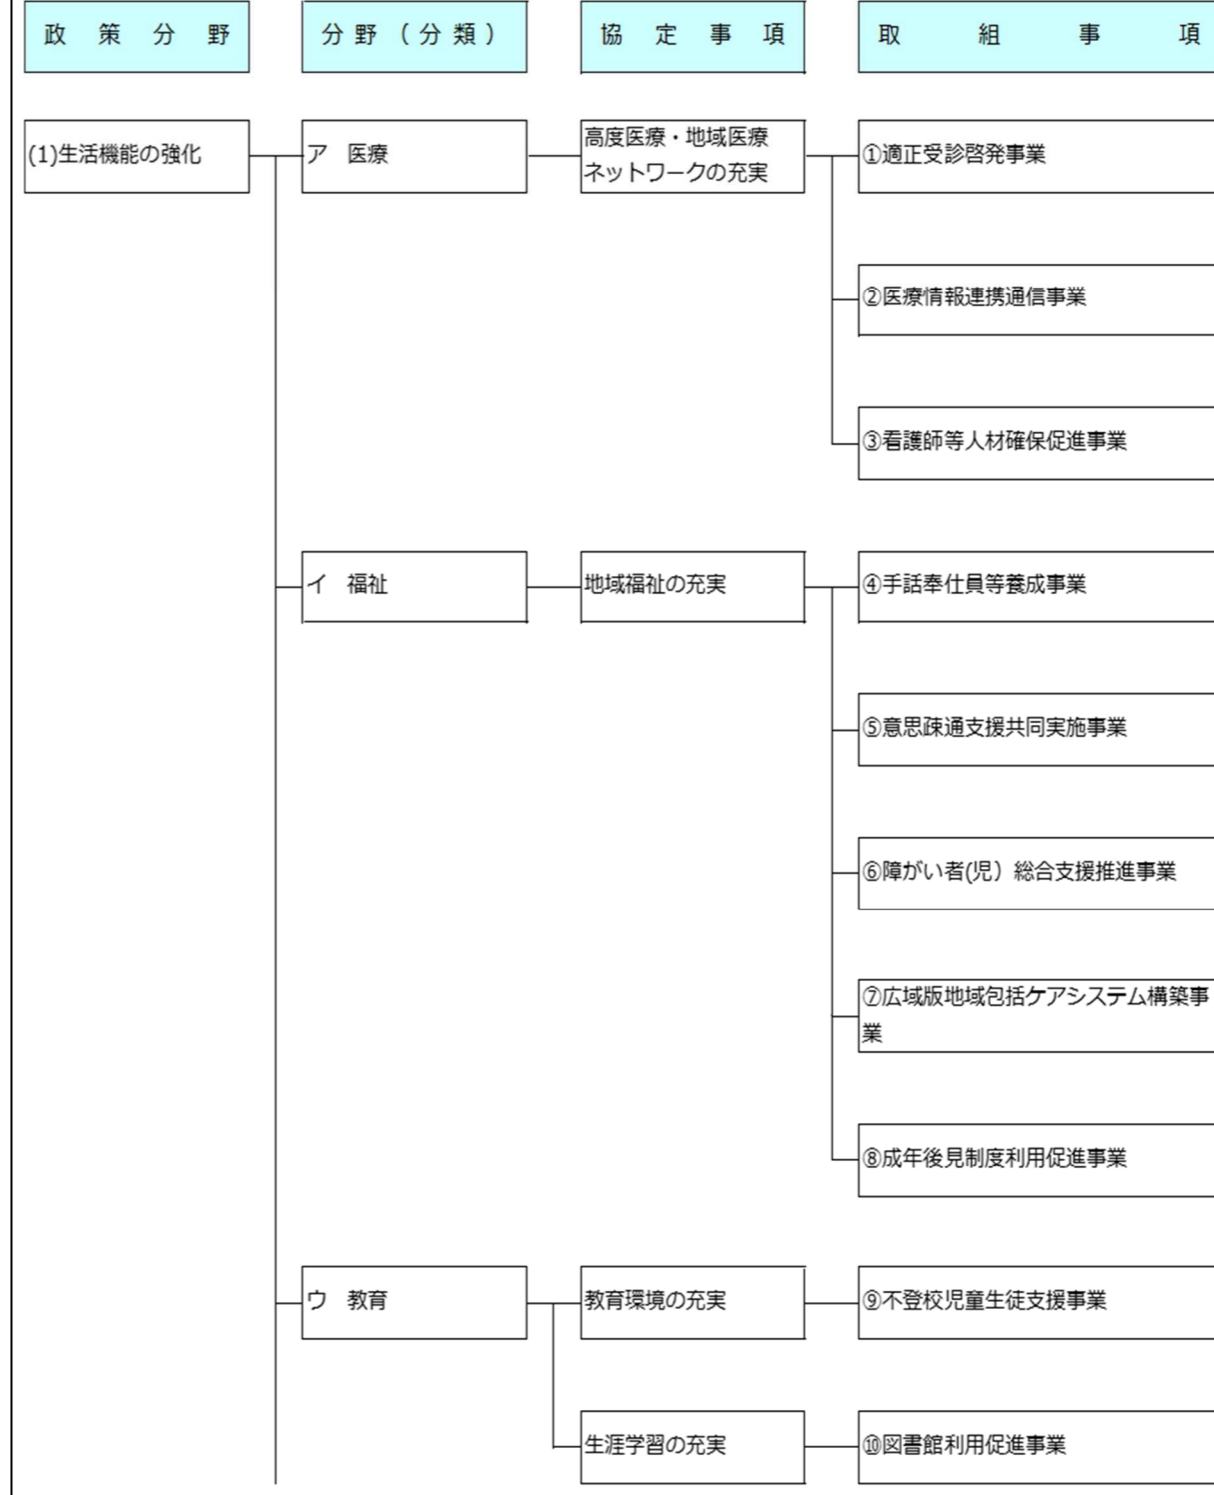 政策分野
分野（分類）
協定事項
取組事項
(1)生活機能の強化
ア　医療
高度医療・地域医療
ネットワークの充実
①適正受診啓発事業
②医療情報連携通信事業
③看護師等人材確保促進事業
イ　福祉
地域福祉の充実
④手話奉仕員等養成事業
⑤意思疎通支援共同実施事業
⑥障がい者(児）総合支援推進事業
⑦広域版地域包括ケアシステム構築事
業
⑧成年後見制度利用促進事業
ウ　教育
教育環境の充実
⑨不登校児童生徒支援事業
生涯学習の充実
⑩図書館利用促進事業